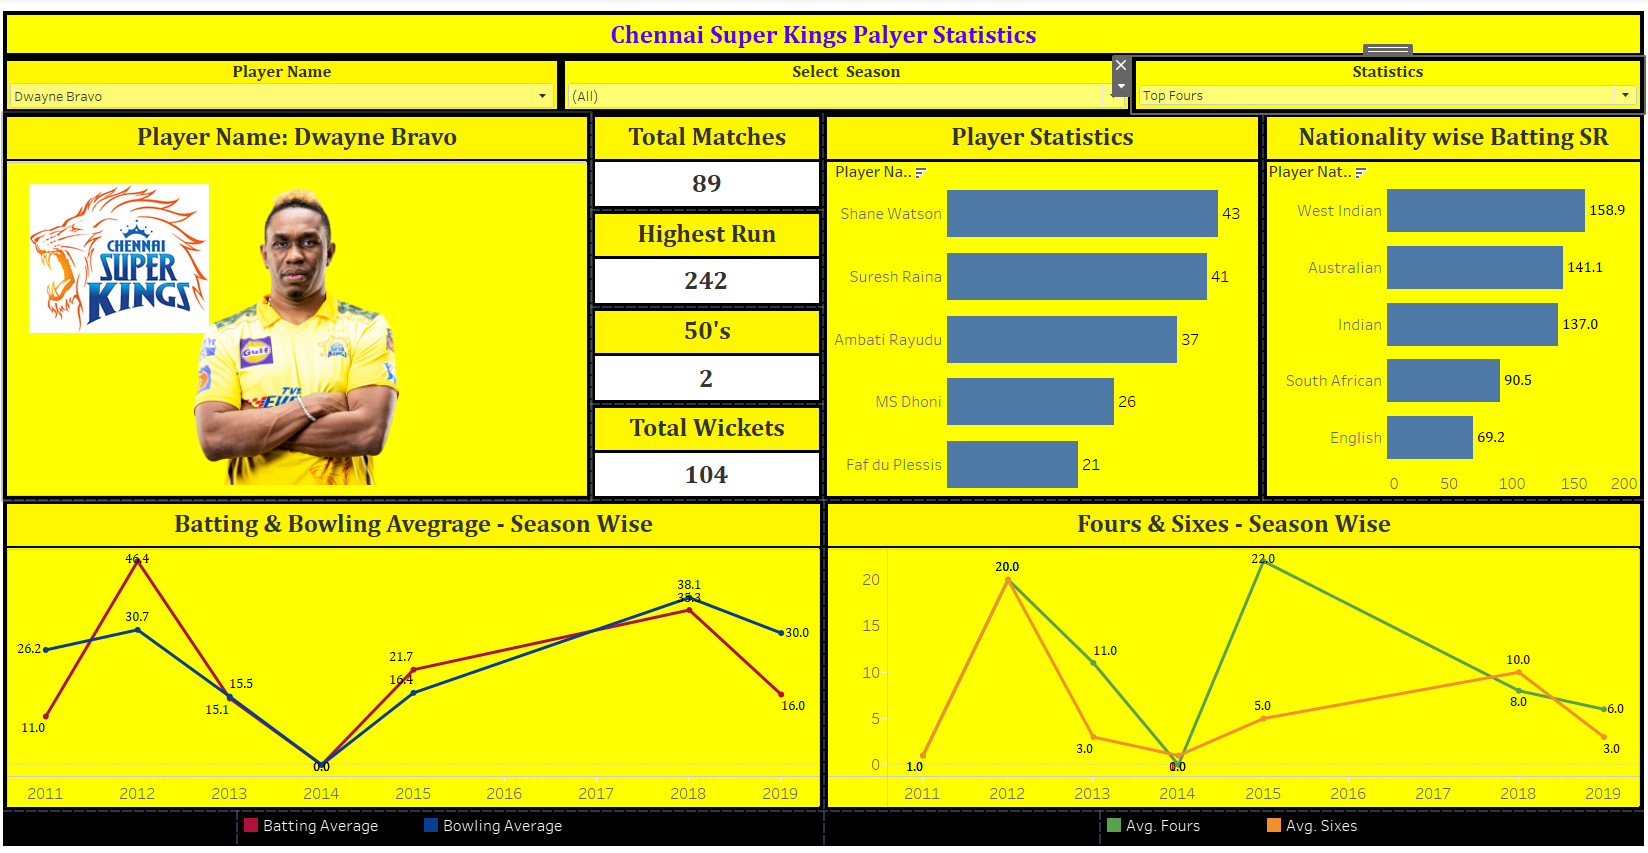 Chennai Super Kings Palyer Statistics
Player Name
Select Season
Statistics
Dwayne Bravo
(All)
Top Fours
Player Name: Dwayne Bravo
CHENNAI
SUPER
KINGS
Gulf
TVS
Total Matches
89
Highest Run
242
50's
2
Total Wickets
104
Player Statistics
Player Na..
Shane Watson 43
Suresh Raina 41
Ambati Rayudu 37
MS Dhoni 26
Faf du Plessis 21
Nationality wise Batting SR
Player Nat..
West Indian 158.9
Australian 141.1
Indian 137.0
South African 90.5
English 69.2
0 50 100 150 200
Batting & Bowling Avegrage - Season Wise
46.4
38.1
35.3
30.7
26.2
30.0
21.7
16.4
15.5
15.1
16.0
11.0
0.0
2011 2012 2013 2014 2015 2016 2017 2018 2019
Batting Average Bowling Average
Fours & Sixes - Season Wise
22.0
20.0
20
15
11.0
10.0
10
8.0
6.0
5.0
5
3.0
3.0
1.0
0
2011 2012 2013 2014 2015 2016 2017 2018 2019
Avg. Fours Avg. Sixes